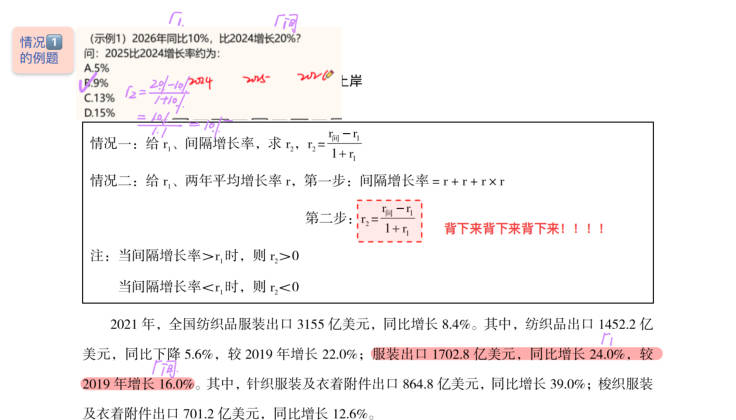 情况1
的例题
r₁
r间
（示例1）2026年同比10%，比2024增长20%？
问：2025比2024增长率约为：
A.5%
B.9%
C.13%
D.15%
r₂ = (20%-10%)/(1+10%)
= 10%/1.1 = 10%
2024 2025 2026
上岸
情况一：给 r₁、间隔增长率，求 r₂，r₂= (r间－r₁)/(1＋r₁)
情况二：给 r₁、两年平均增长率 r，第一步：间隔增长率＝r＋r＋r×r
第二步：r₂= (r间－r₁)/(1＋r₁)
背下来背下来背下来！！！！
注：当间隔增长率＞r₁时，则 r₂＞0
当间隔增长率＜r₁时，则 r₂＜0
2021 年，全国纺织品服装出口 3155 亿美元，同比增长 8.4%。其中，纺织品出口 1452.2 亿
r₁
美元，同比下降 5.6%，较 2019 年增长 22.0%；服装出口 1702.8 亿美元，同比增长 24.0%，较
r间
2019 年增长 16.0%。其中，针织服装及衣着附件出口 864.8 亿美元，同比增长 39.0%；梭织服装
及衣着附件出口 701.2 亿美元，同比增长 12.6%。